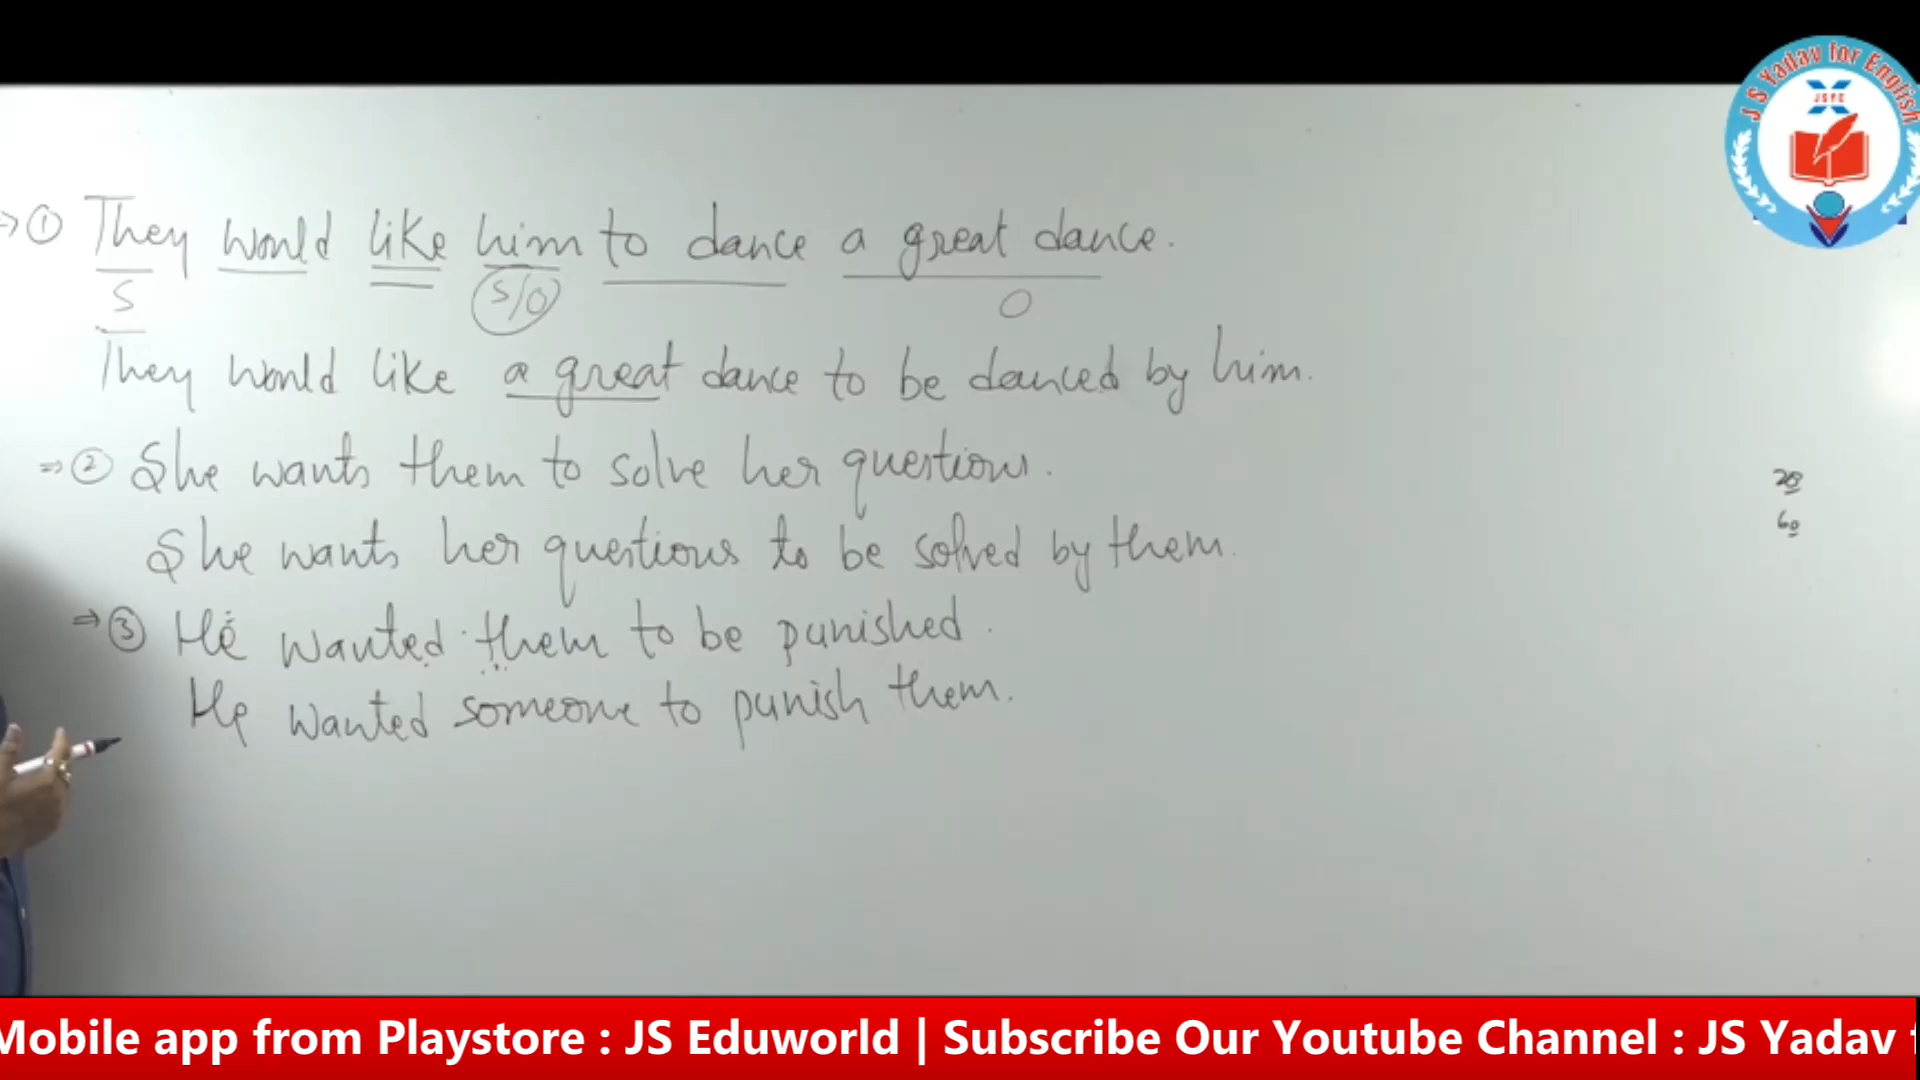 J S Yadav for English
JSYE
⇒ ① They would like him to dance a great dance.
S S/O O
They would like a great dance to be danced by him.
⇒ ② She wants them to solve her questions.
20
She wants her questions to be solved by them.
60
⇒ ③ He wanted them to be punished.
He wanted someone to punish them.
Mobile app from Playstore : JS Eduworld | Subscribe Our Youtube Channel : JS Yadav